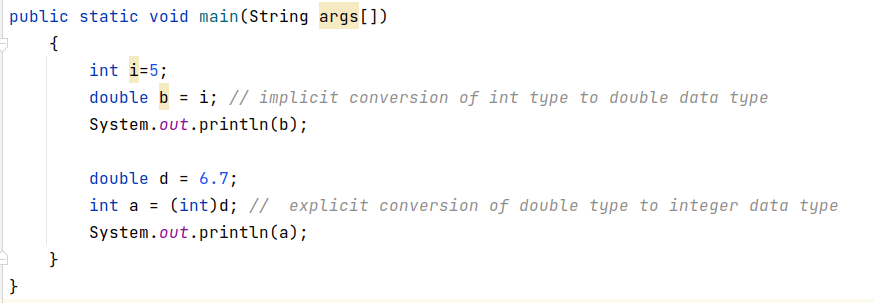 public static void main(String args[])
{
int i=5;
double b = i; // implicit conversion of int type to double data type
System.out.println(b);
double d = 6.7;
int a = (int)d; //  explicit conversion of double type to integer data type
System.out.println(a);
}
}